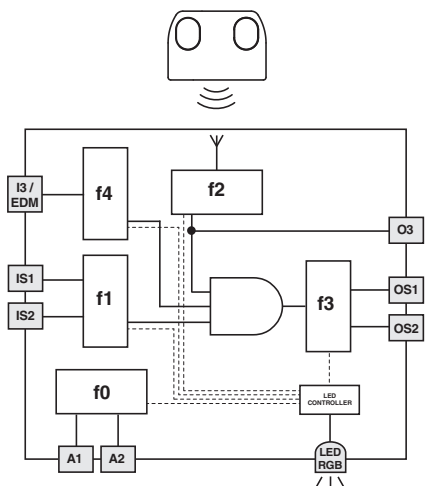 I3 /
EDM
f4
f2
O3
IS1
IS2
f1
f3
OS1
OS2
f0
LED
CONTROLLER
A1
A2
LED
RGB